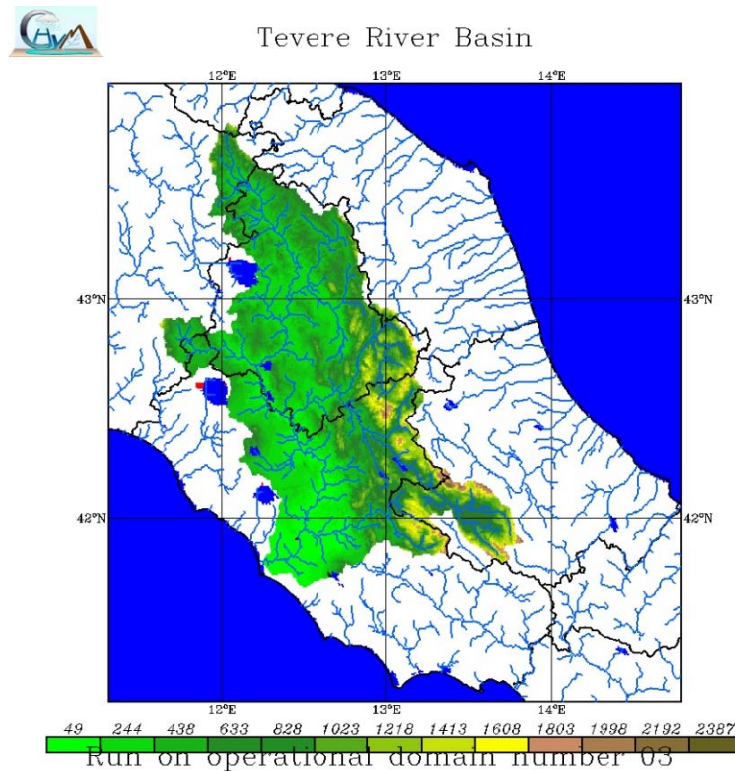 CHyM
Tevere River Basin
12°E 13°E 14°E
43°N 43°N
42°N 42°N
12°E 13°E 14°E
49 244 438 633 828 1023 1218 1413 1608 1803 1998 2192 2387
Run on operational domain number 03